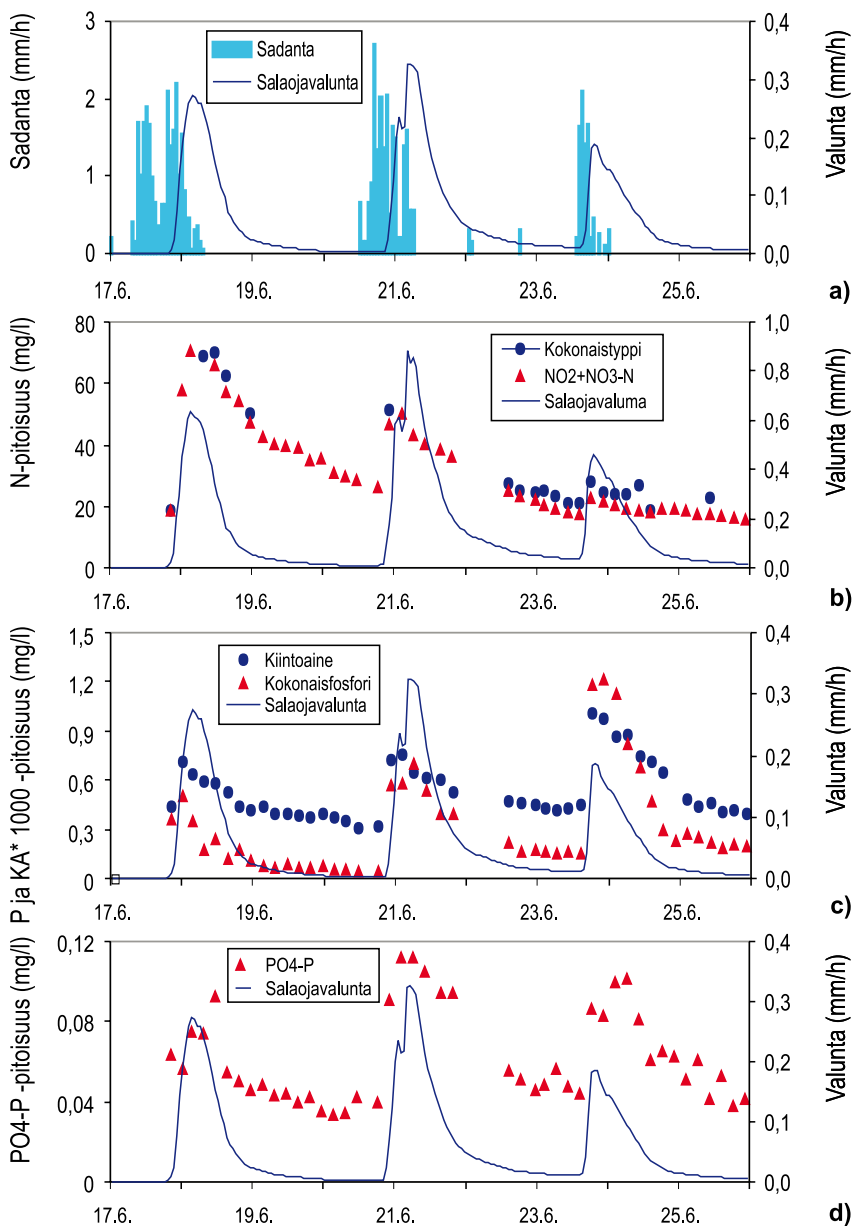 Sadanta (mm/h)
3
2
1
0
Sadanta
Salaojavalunta
0,4
0,3
0,2
0,1
0,0
Valunta (mm/h)
17.6.
19.6.
21.6.
23.6.
25.6.
a)
N-pitoisuus (mg/l)
80
60
40
20
0
Kokonaistyppi
NO2+NO3-N
Salaojavaluma
1,0
0,8
0,6
0,4
0,2
0,0
Valunta (mm/h)
17.6.
19.6.
21.6.
23.6.
25.6.
b)
P ja KA* 1000 -pitoisuus (mg/l)
1,5
1,2
0,9
0,6
0,3
0
Kiintoaine
Kokonaisfosfori
Salaojavalunta
0,4
0,3
0,2
0,1
0,0
Valunta (mm/h)
17.6.
19.6.
21.6.
23.6.
25.6.
c)
PO4-P -pitoisuus (mg/l)
0,12
0,08
0,04
0
PO4-P
Salaojavalunta
0,4
0,3
0,2
0,1
0,0
Valunta (mm/h)
17.6.
19.6.
21.6.
23.6.
25.6.
d)